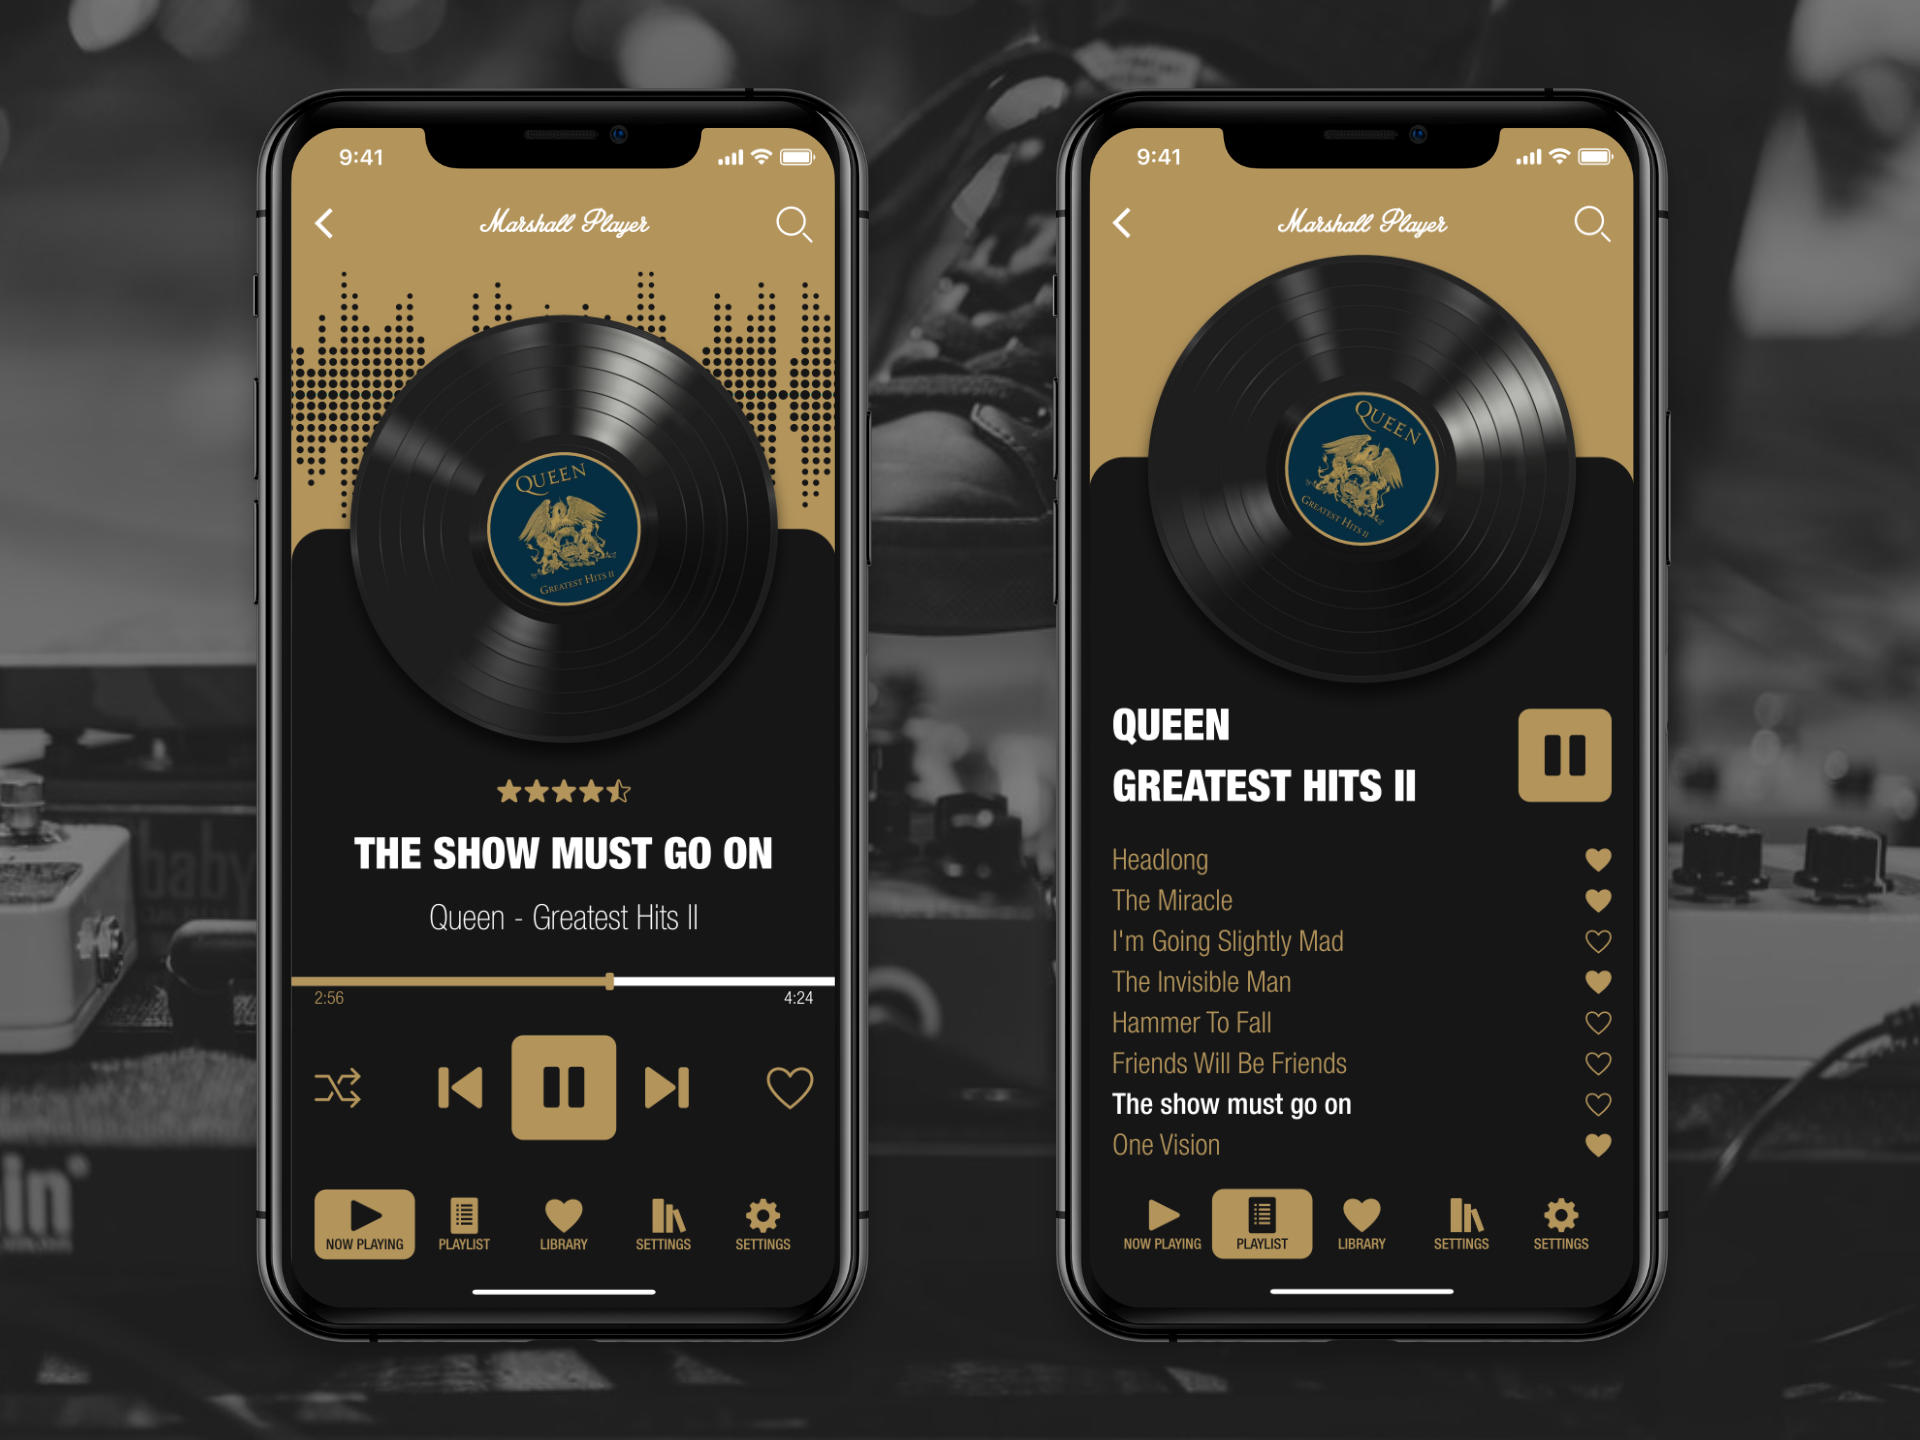 9:41
Marshall Player
QUEEN
GREATEST HITS II
THE SHOW MUST GO ON
Queen - Greatest Hits II
2:56
4:24
NOW PLAYING
PLAYLIST
LIBRARY
SETTINGS
SETTINGS
9:41
Marshall Player
QUEEN
GREATEST HITS II
QUEEN
GREATEST HITS II
Headlong
The Miracle
I'm Going Slightly Mad
The Invisible Man
Hammer To Fall
Friends Will Be Friends
The show must go on
One Vision
NOW PLAYING
PLAYLIST
LIBRARY
SETTINGS
SETTINGS
baby
in